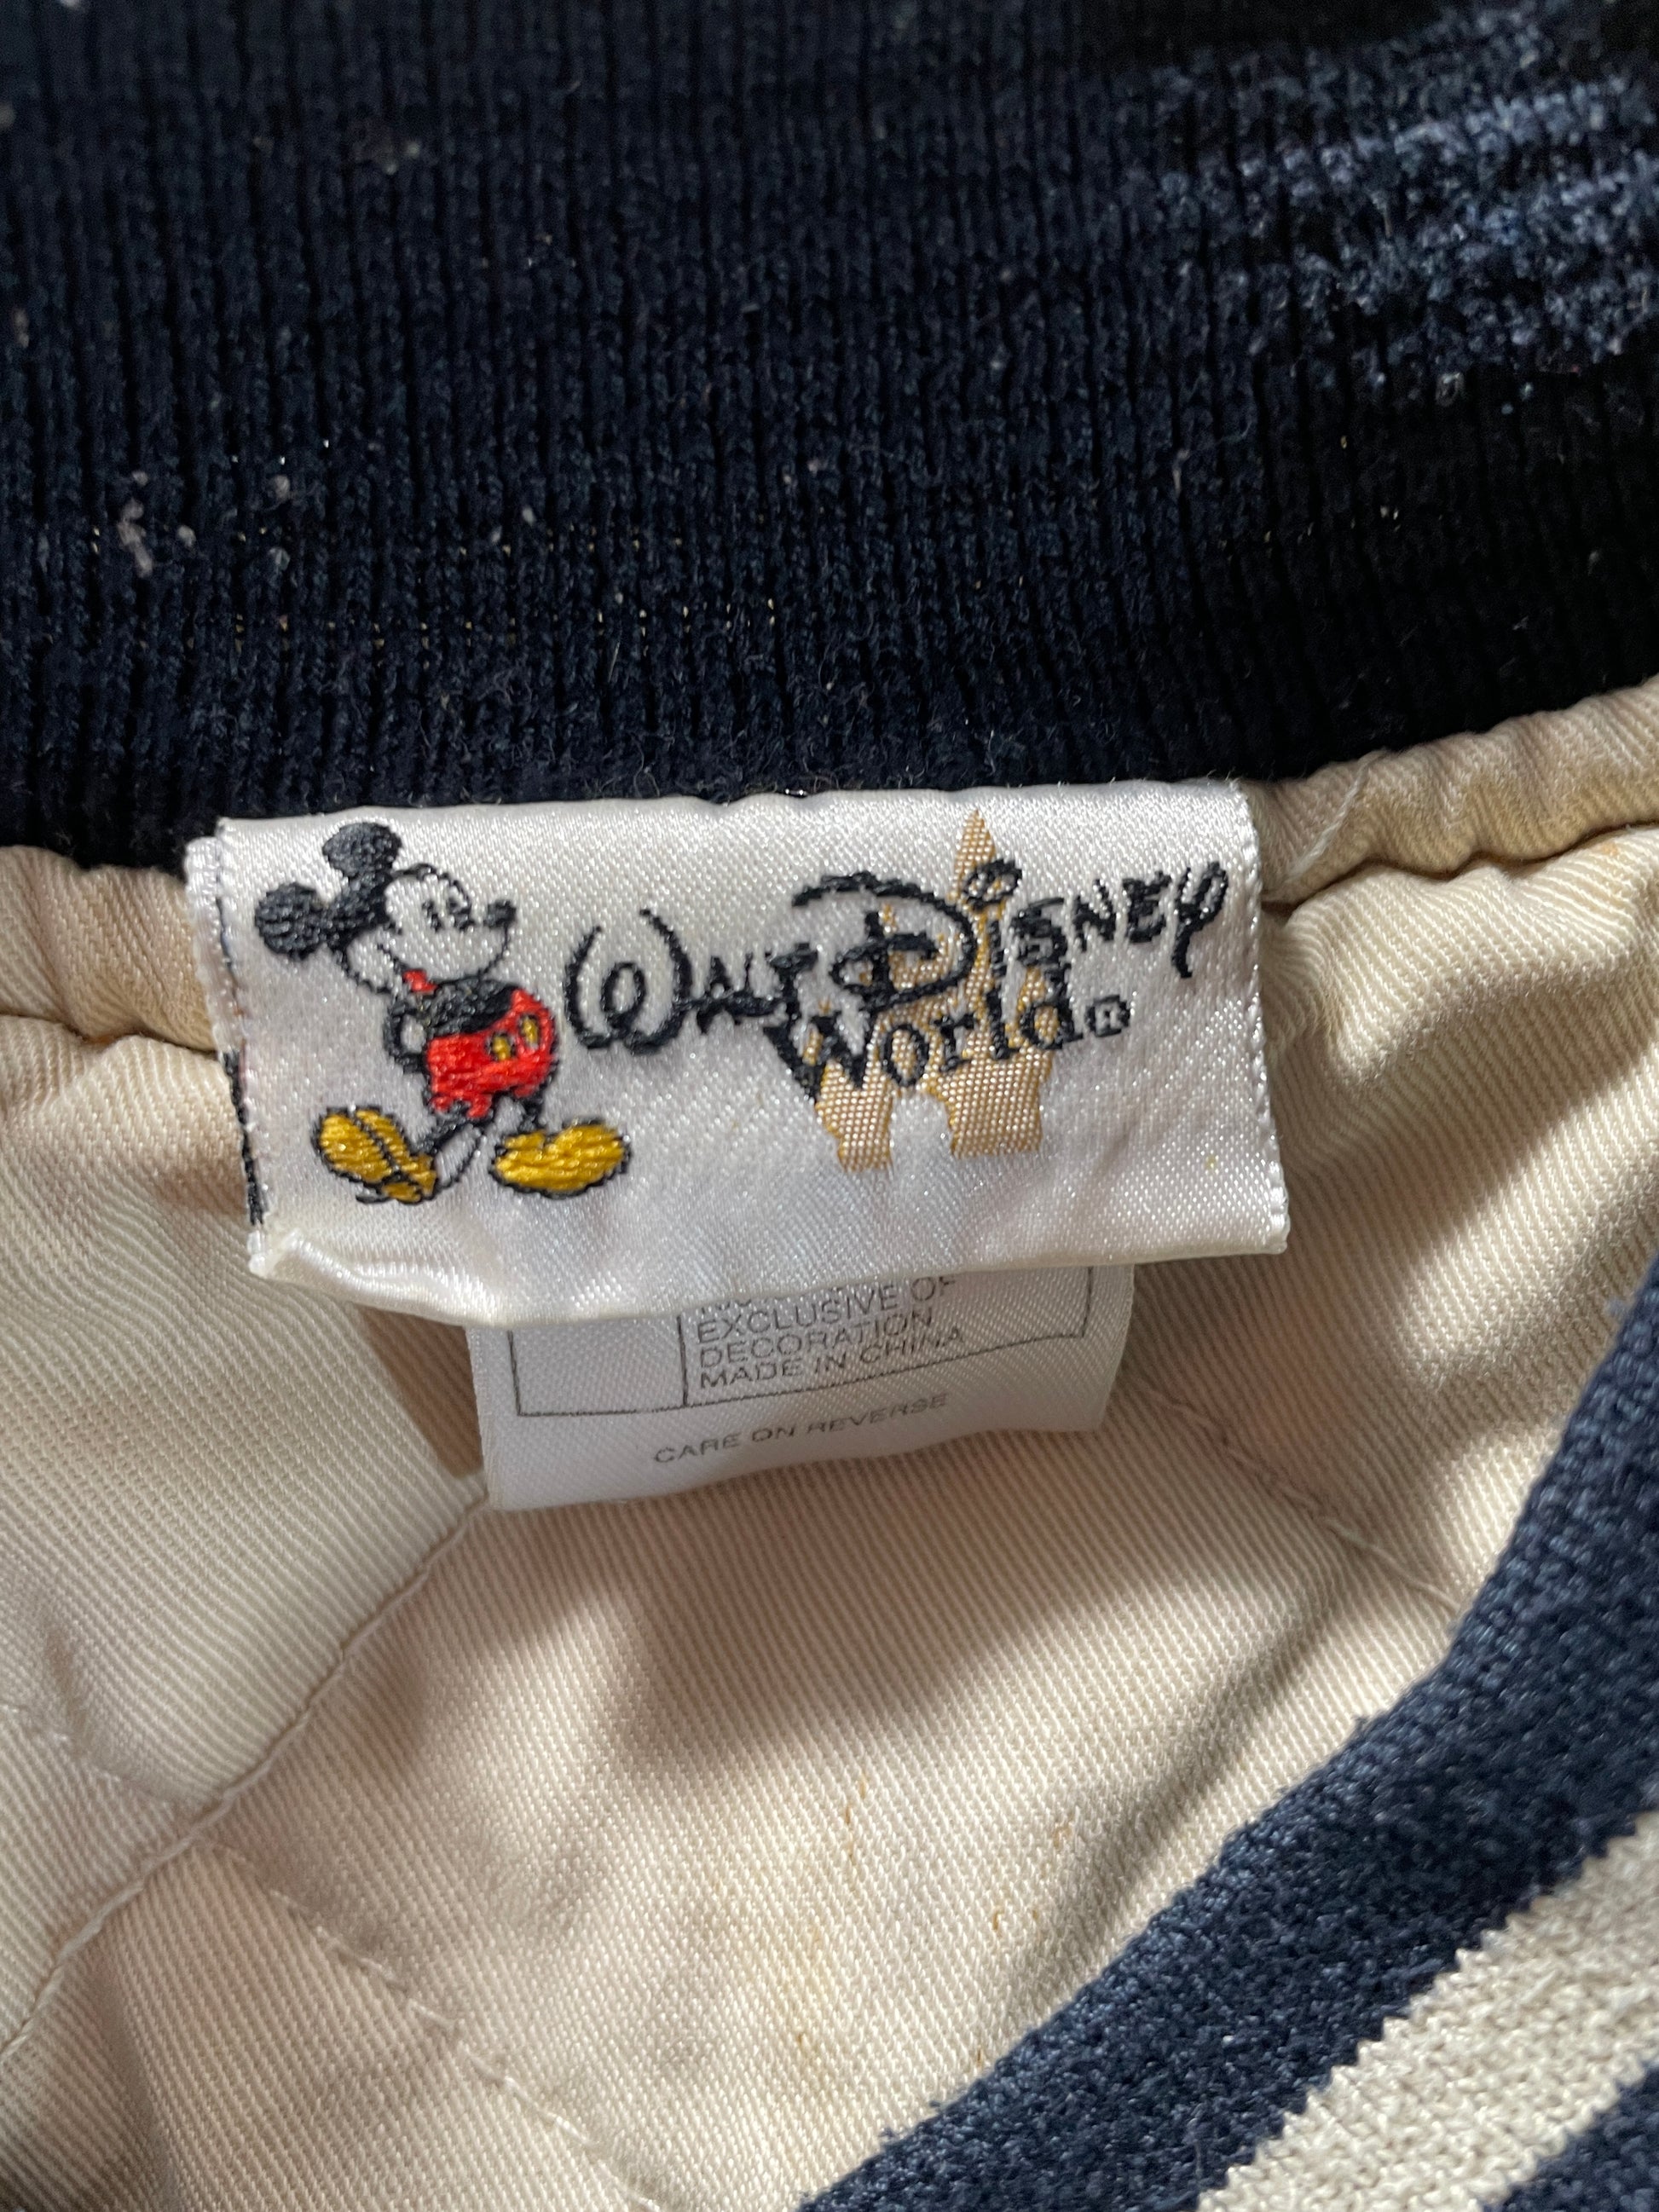 WALT DISNEY
World®
EXCLUSIVE OF
DECORATION
MADE IN CHINA
CARE ON REVERSE